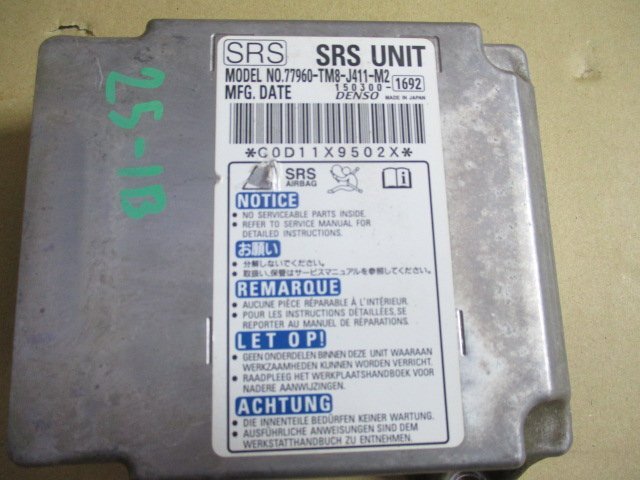 25-1B
SRS SRS UNIT
MODEL NO.77960-TM8-J411-M2
MFG. DATE 150300-1692
DENSO MADE IN JAPAN
*C0D11X9502X*
SRS
AIRBAG
NOTICE
• NO SERVICEABLE PARTS INSIDE.
• REFER TO SERVICE MANUAL FOR
DETAILED INSTRUCTIONS.
お願い
• 分解しないでください。
• 取扱い、保管はサービスマニュアルを参照してください。
REMARQUE
• AUCUNE PIÈCE RÉPARABLE À L'INTÉRIEUR.
• POUR LES INSTRUCTIONS DÉTAILLÉES, SE
REPORTER AU MANUEL DE RÉPARATIONS.
LET OP!
• GEEN ONDERDELEN BINNEN DEZE UNIT WAARAAN
WERKZAAMHEDEN KUNNEN WORDEN VERRICHT.
• RAADPLEEG HET WERKPLAATSHANDBOEK VOOR
NADERE AANWIJZINGEN.
ACHTUNG
• DIE INNENTEILE BEDÜRFEN KEINER WARTUNG.
• AUSFÜHRLICHE ANWEISUNGEN SIND DEM
WERKSTATTHANDBUCH ZU ENTNEHMEN.